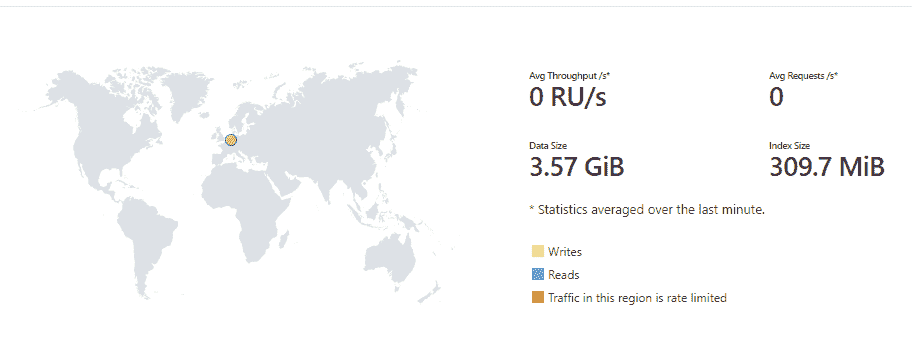 Avg Throughput /s*
Avg Requests /s*
0 RU/s
0
Data Size
Index Size
3.57 GiB
309.7 MiB
* Statistics averaged over the last minute.
Writes
Reads
Traffic in this region is rate limited